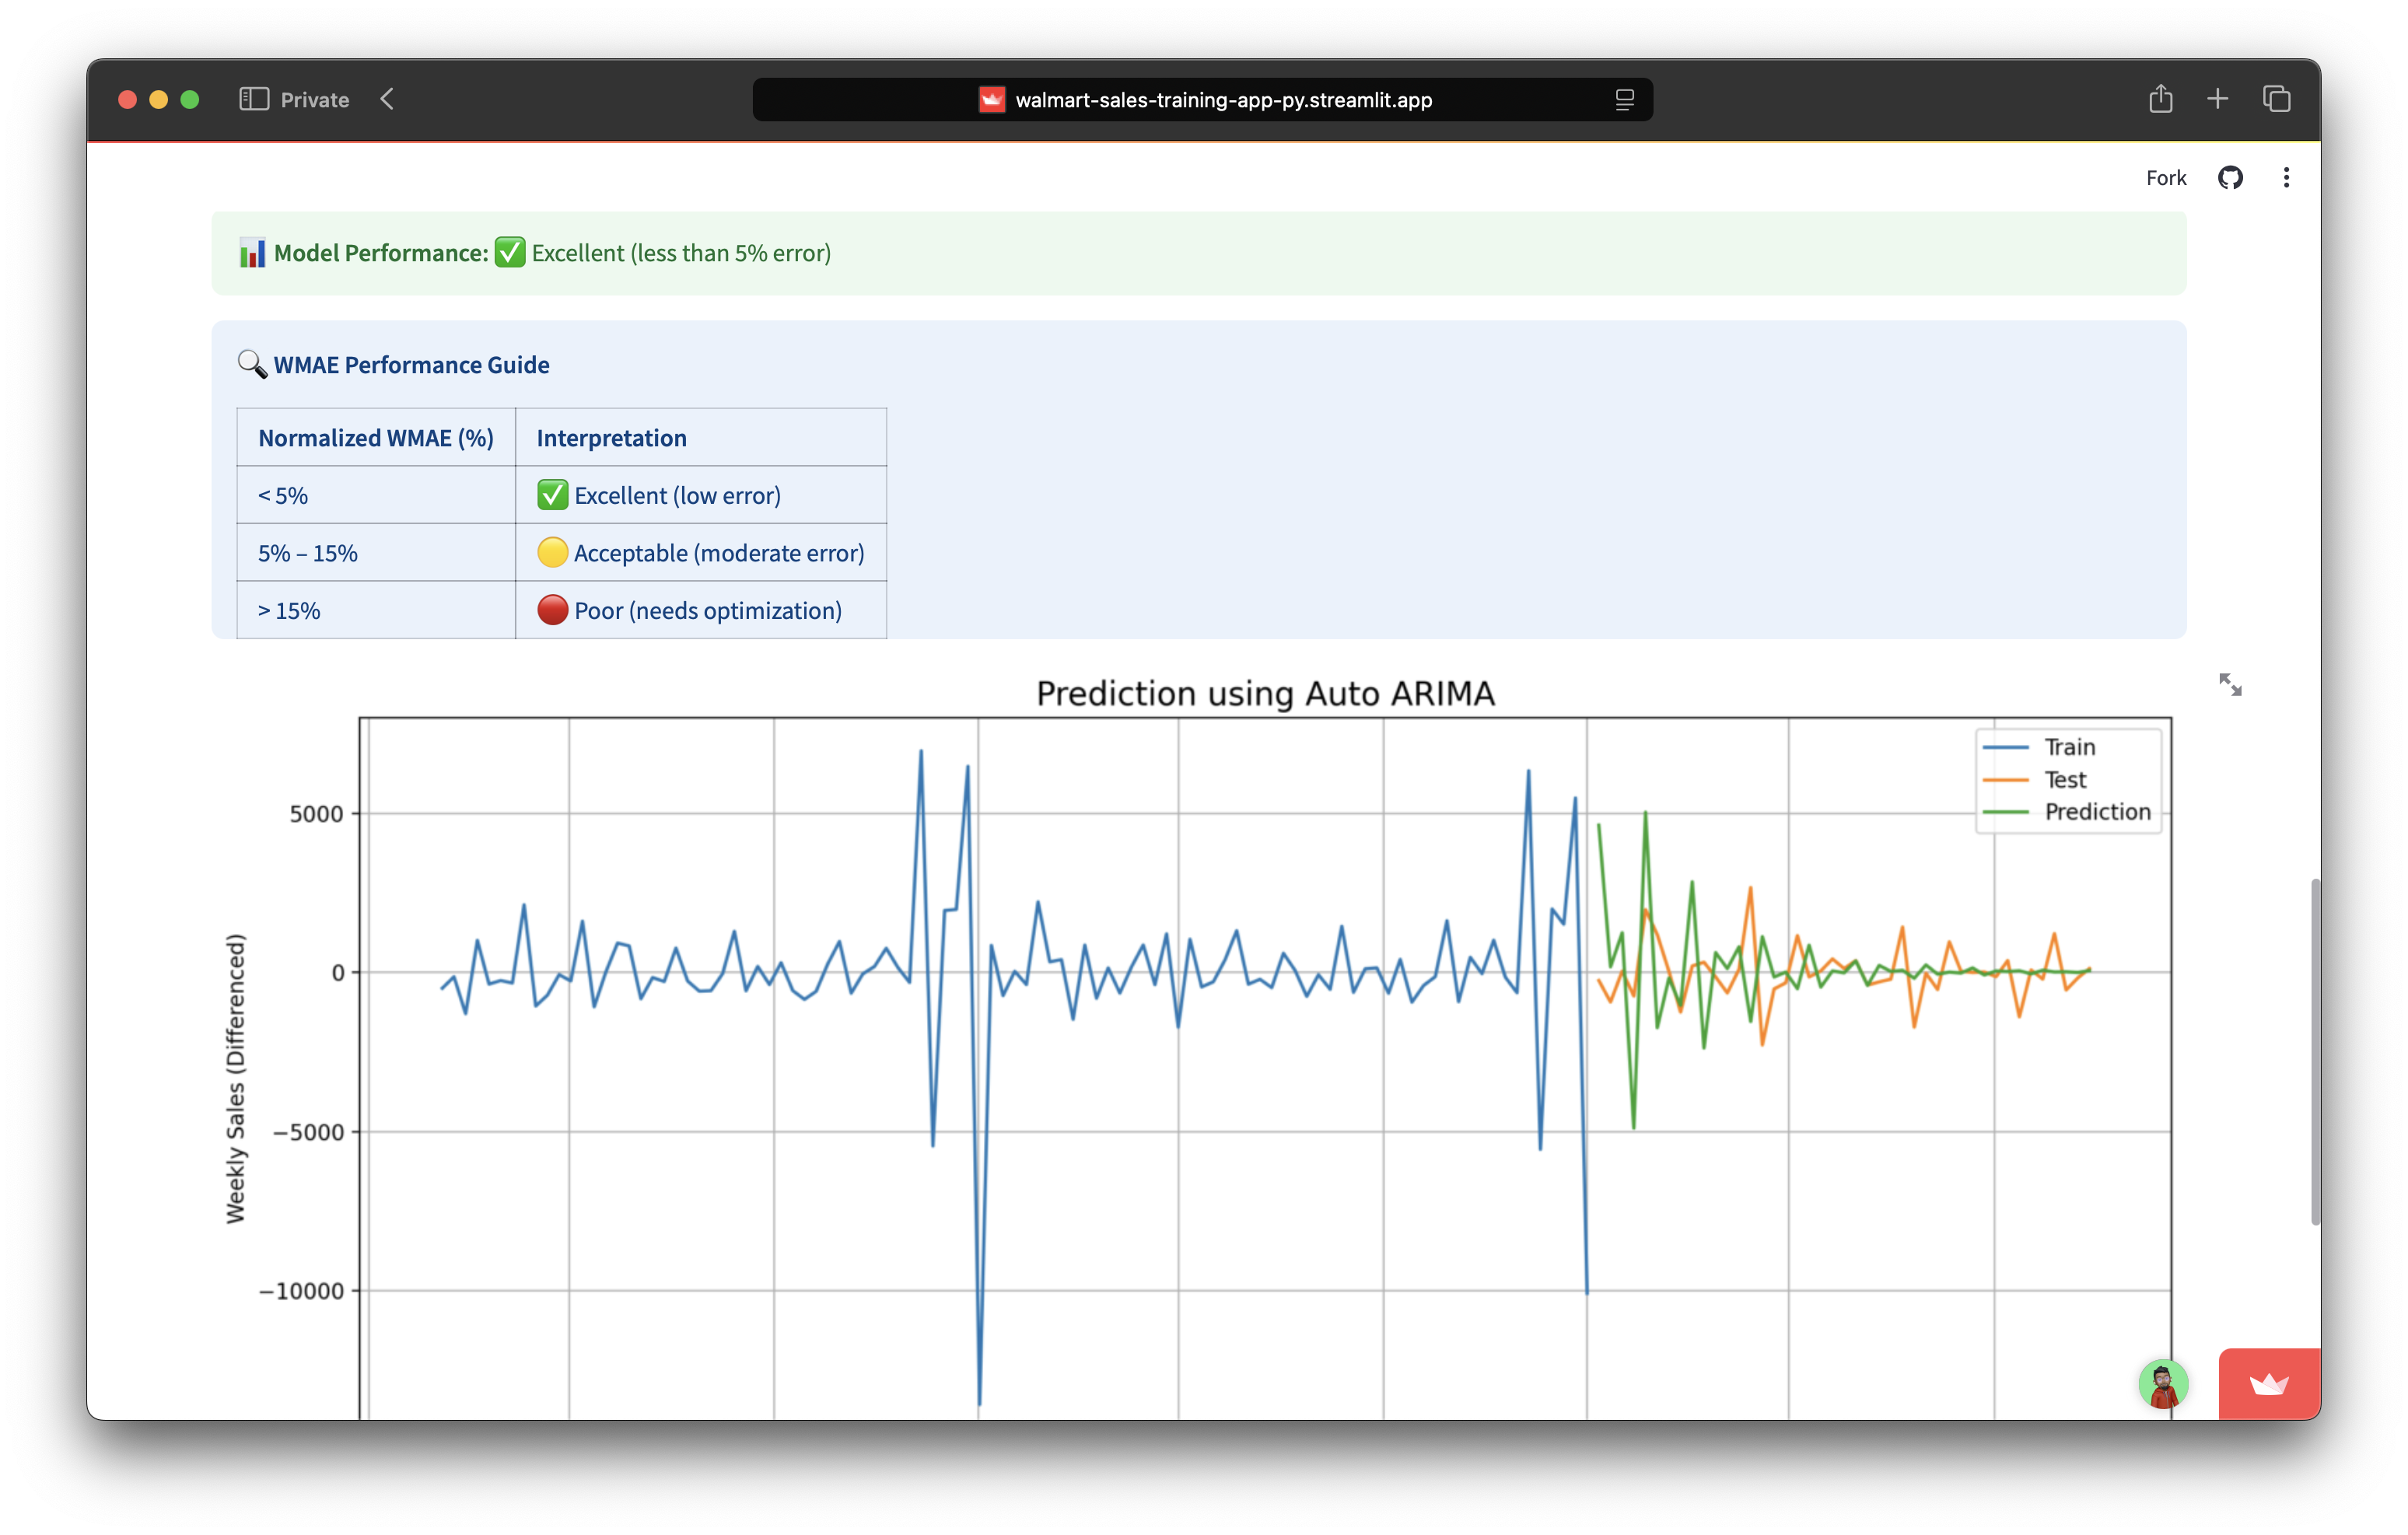 Private
walmart-sales-training-app-py.streamlit.app
Fork
Model Performance: Excellent (less than 5% error)
WMAE Performance Guide
Normalized WMAE (%) Interpretation
< 5% Excellent (low error)
5% – 15% Acceptable (moderate error)
> 15% Poor (needs optimization)
Prediction using Auto ARIMA
Train
Test
Prediction
5000
0
−5000
−10000
Weekly Sales (Differenced)